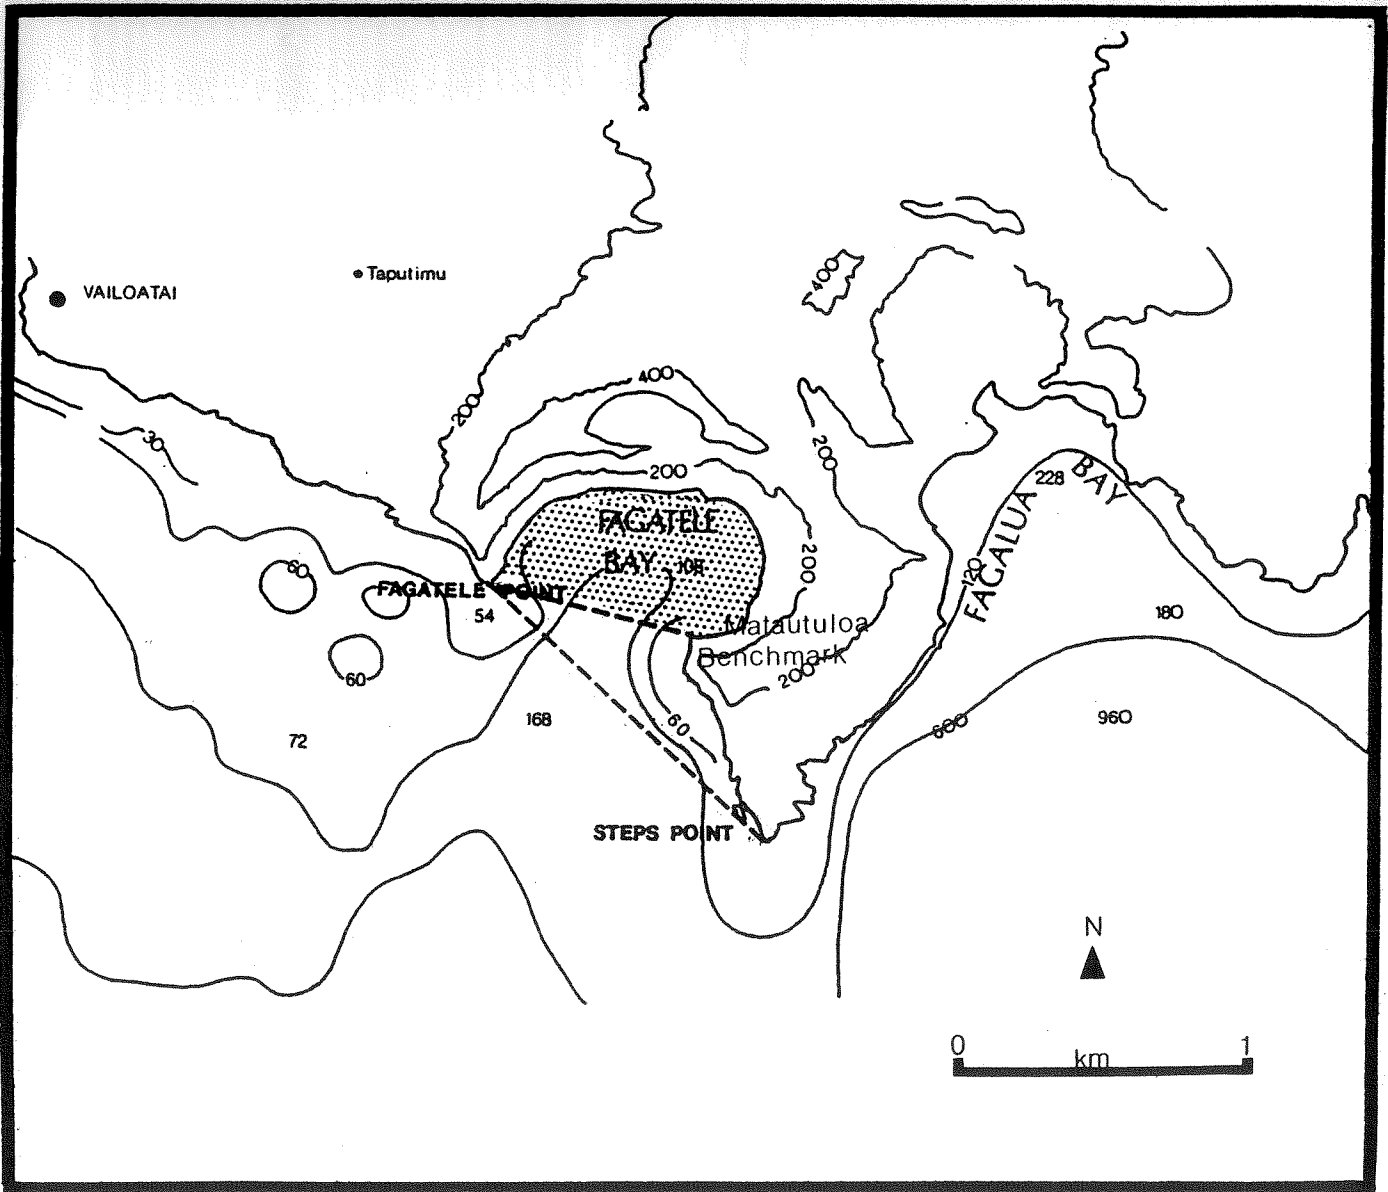 400
Taputimu
VAILOATAI
400
200
30
200
200
228
BAY
FAGATELE
BAY
108
200
120
FAGALUA
60
FAGATELE POINT
54
180
Matautuloa
Benchmark
200
60
168
60
72
960
600
STEPS POINT
N
0
1
km